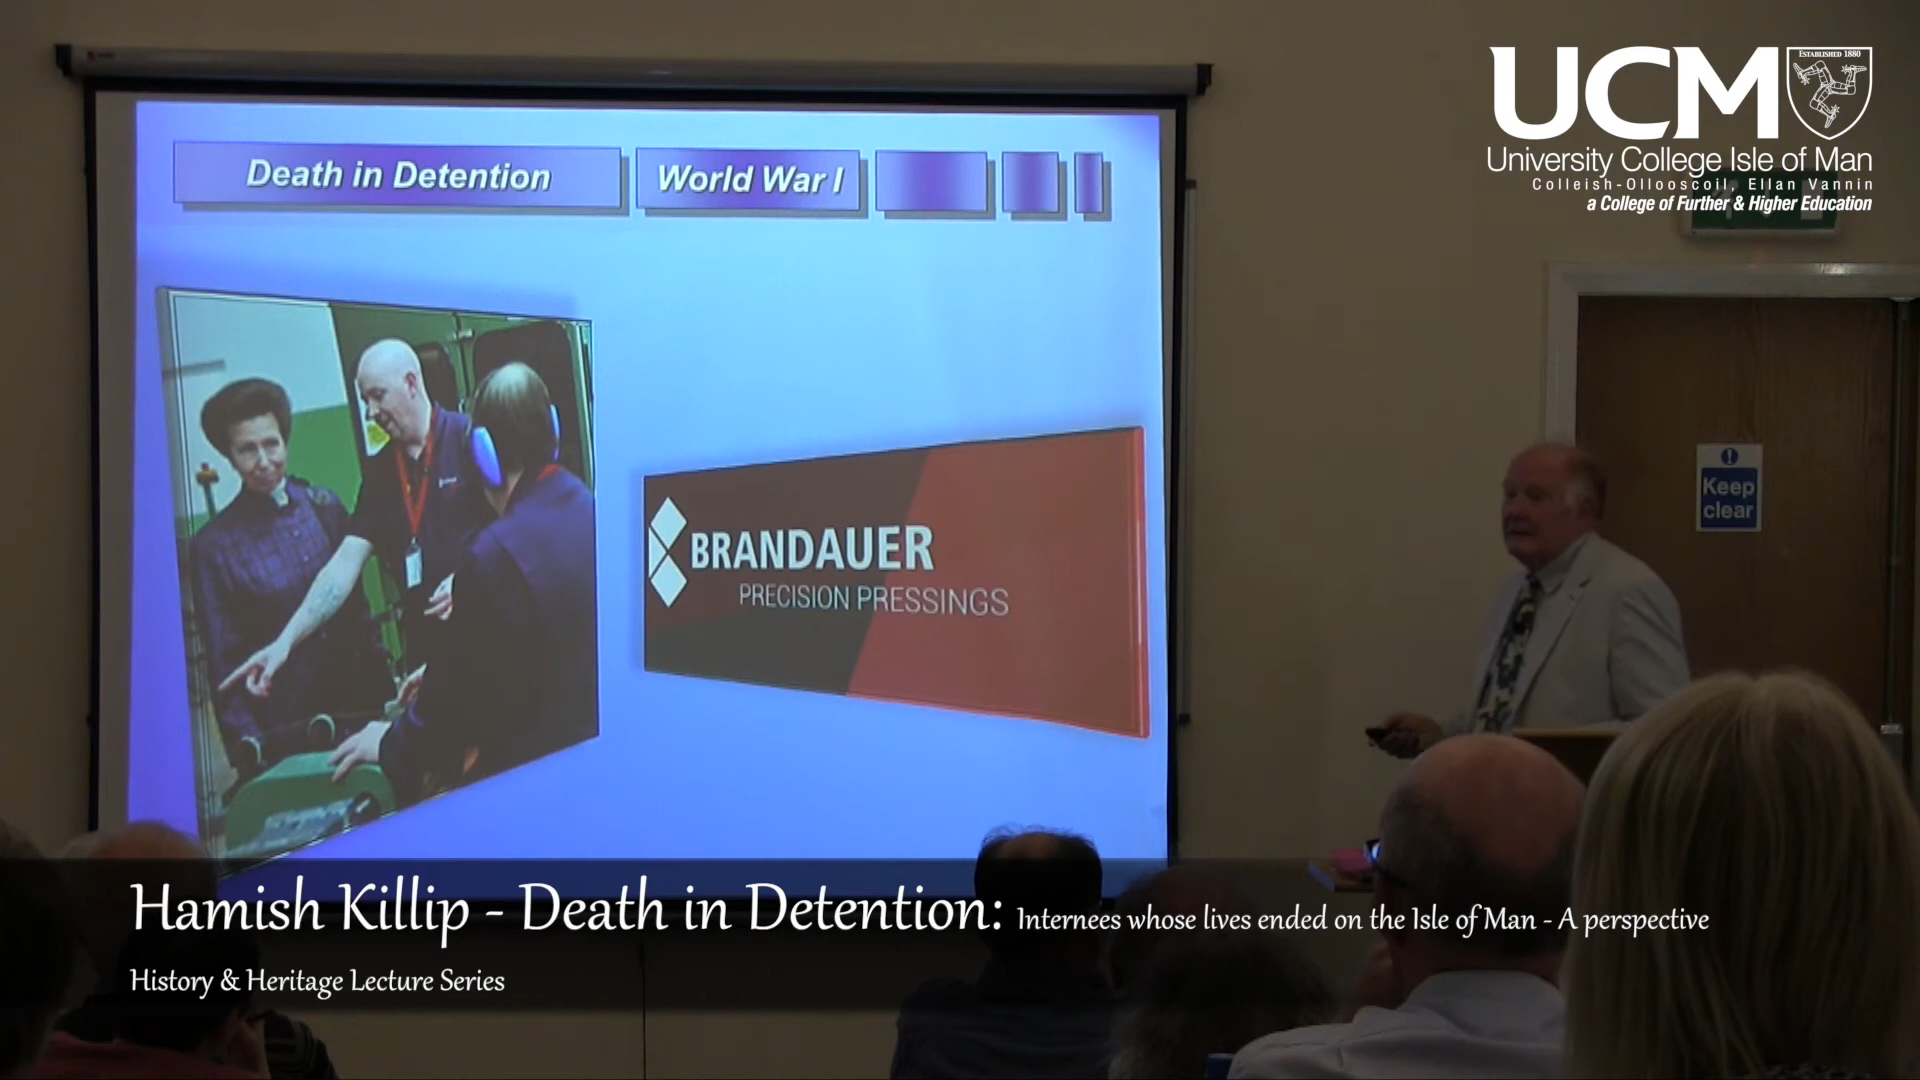 UCM
ESTABLISHED 1880
University College Isle of Man
Colleish-Ollooscoil, Ellan Vannin
a College of Further & Higher Education
Death in Detention
World War I
BRANDAUER
PRECISION PRESSINGS
Keep
clear
Hamish Killip - Death in Detention: Internees whose lives ended on the Isle of Man - A perspective
History & Heritage Lecture Series